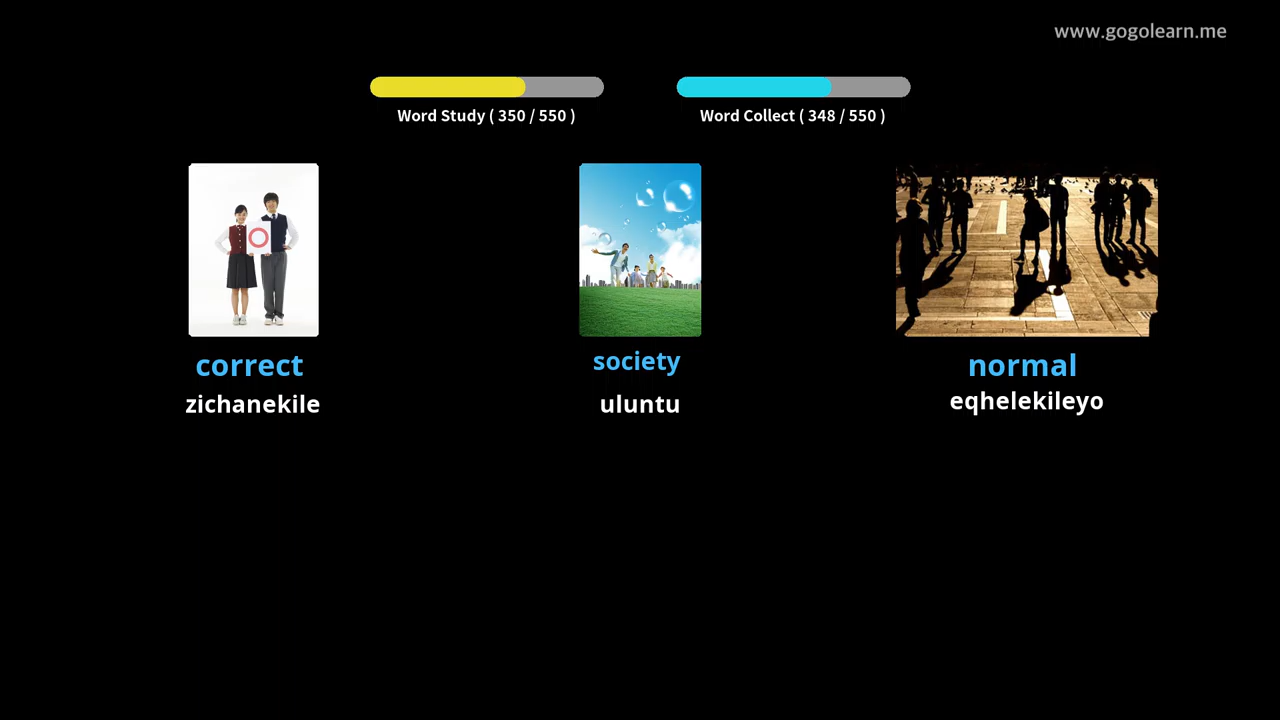 www.gogolearn.me
Word Study ( 350 / 550 )
Word Collect ( 348 / 550 )
correct
society
normal
zichanekile
uluntu
eqhelekileyo